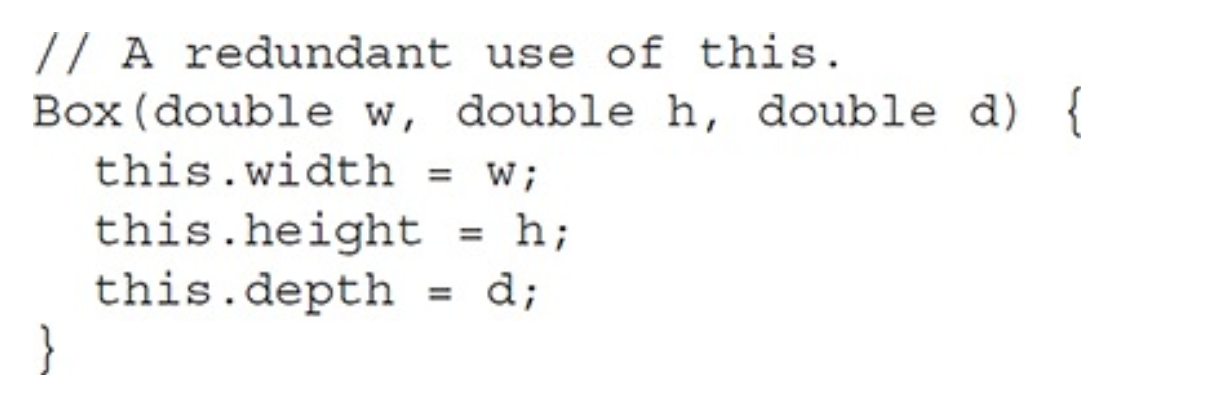 // A redundant use of this.
Box(double w, double h, double d) {
  this.width = w;
  this.height = h;
  this.depth = d;
}